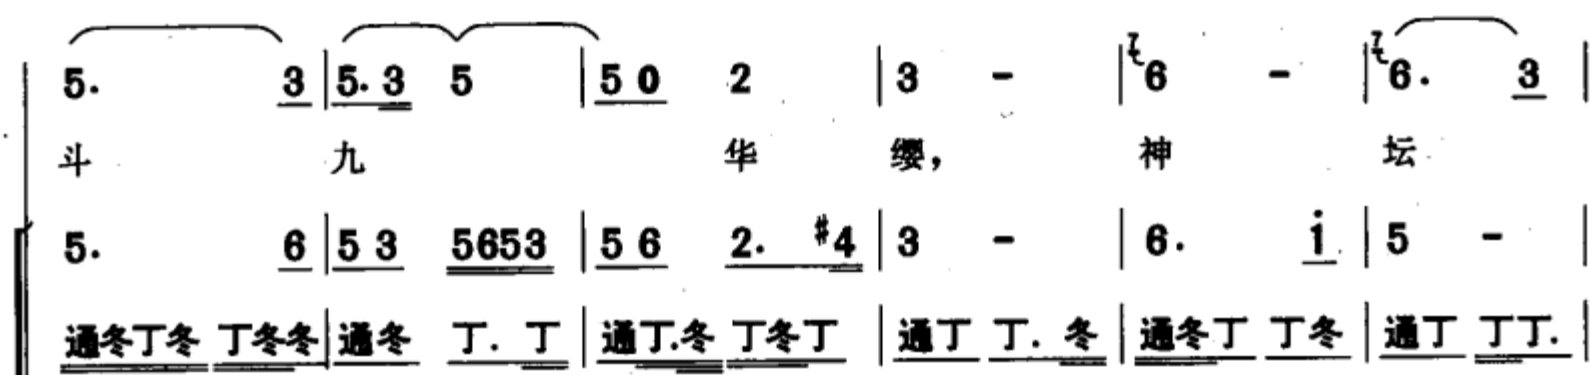 5. 3 | 5. 3 5 | 5 0 2 | 3 - | 7 6 - | 7 6. 3 |
斗 九 华 缨， 神 坛
5. 6 | 5 3 5653 | 5 6 2. #4 | 3 - | 6. i | 5 - |
通冬丁冬 丁冬冬 | 通冬 丁. 丁 | 通丁.冬 丁冬丁 | 通丁 丁. 冬 | 通冬丁 丁冬 | 通丁 丁丁. |